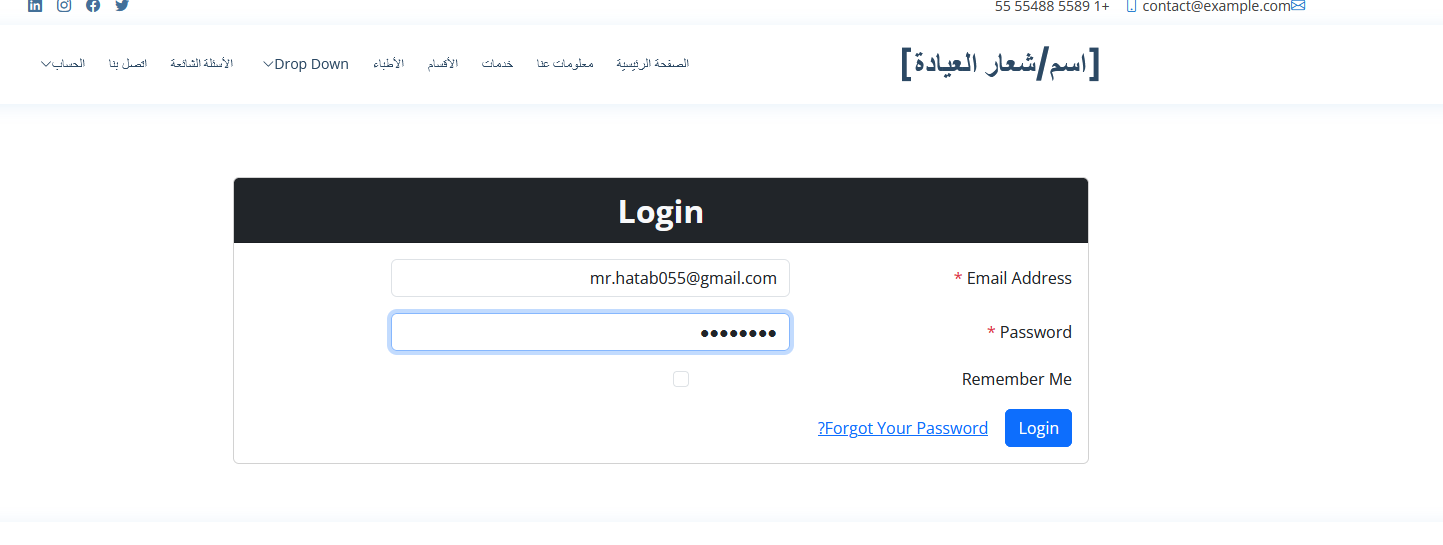 contact@example.com +1 5589 55488 55
[اسم/شعار العيادة]
الصفحة الرئيسية معلومات عنا خدمات الأقسام الأطباء Drop Down الأسئلة الشائعة اتصل بنا الحساب
Login
Email Address *
mr.hatab055@gmail.com
Password *
••••••••
Remember Me
Login Forgot Your Password?